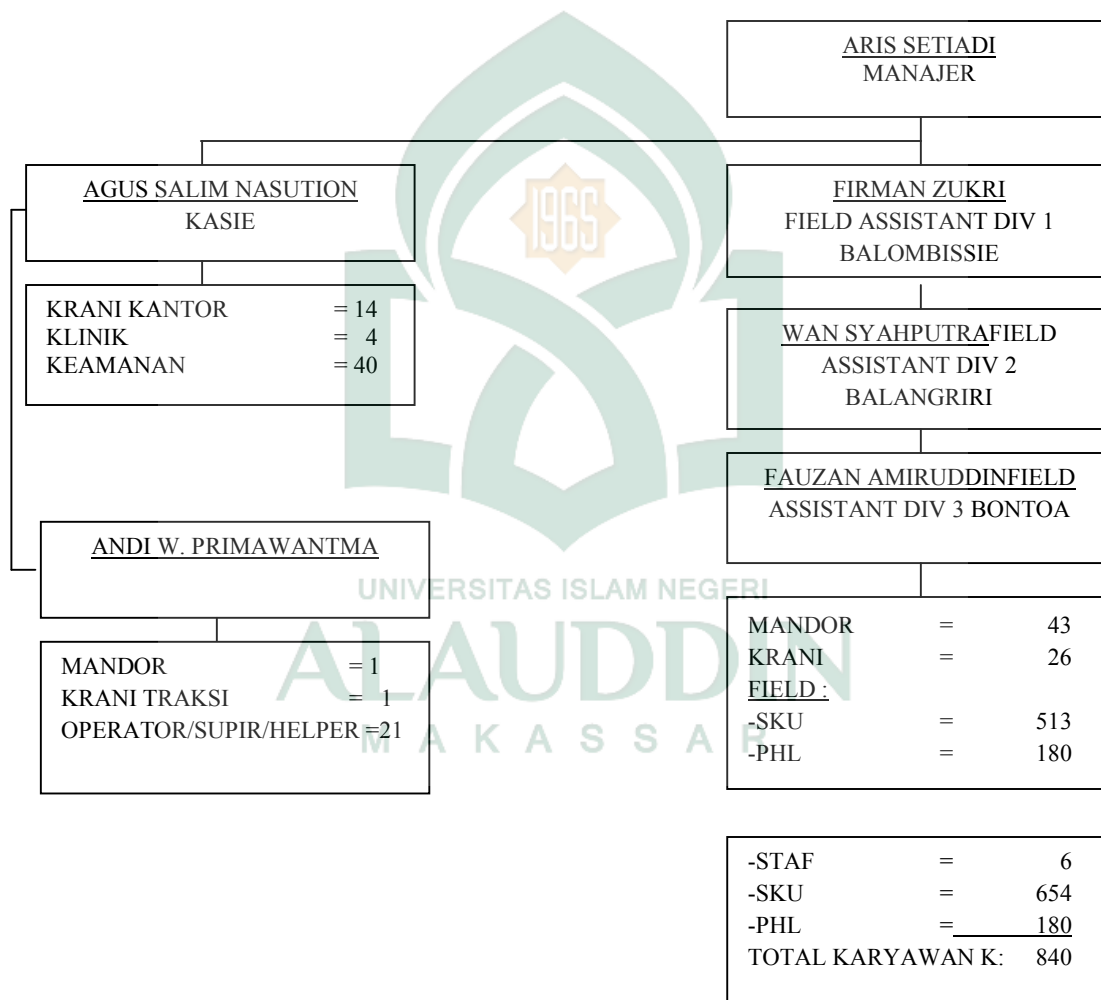 ARIS SETIADI
MANAJER
AGUS SALIM NASUTION
KASIE
FIRMAN ZUKRI
FIELD ASSISTANT DIV 1
BALOMBISSIE
1965
KRANI KANTOR = 14
KLINIK = 4
KEAMANAN = 40
WAN SYAHPUTRAFIELD
ASSISTANT DIV 2
BALANGRIRI
FAUZAN AMIRUDDINFIELD
ASSISTANT DIV 3 BONTOA
ANDI W. PRIMAWANTMA
UNIVERSITAS ISLAM NEGERI
ALAUDDIN
MAKASSAR
MANDOR = 1
KRANI TRAKSI = 1
OPERATOR/SUPIR/HELPER =21
MANDOR = 43
KRANI = 26
FIELD :
-SKU = 513
-PHL = 180
-STAF = 6
-SKU = 654
-PHL = 180
TOTAL KARYAWAN K: 840